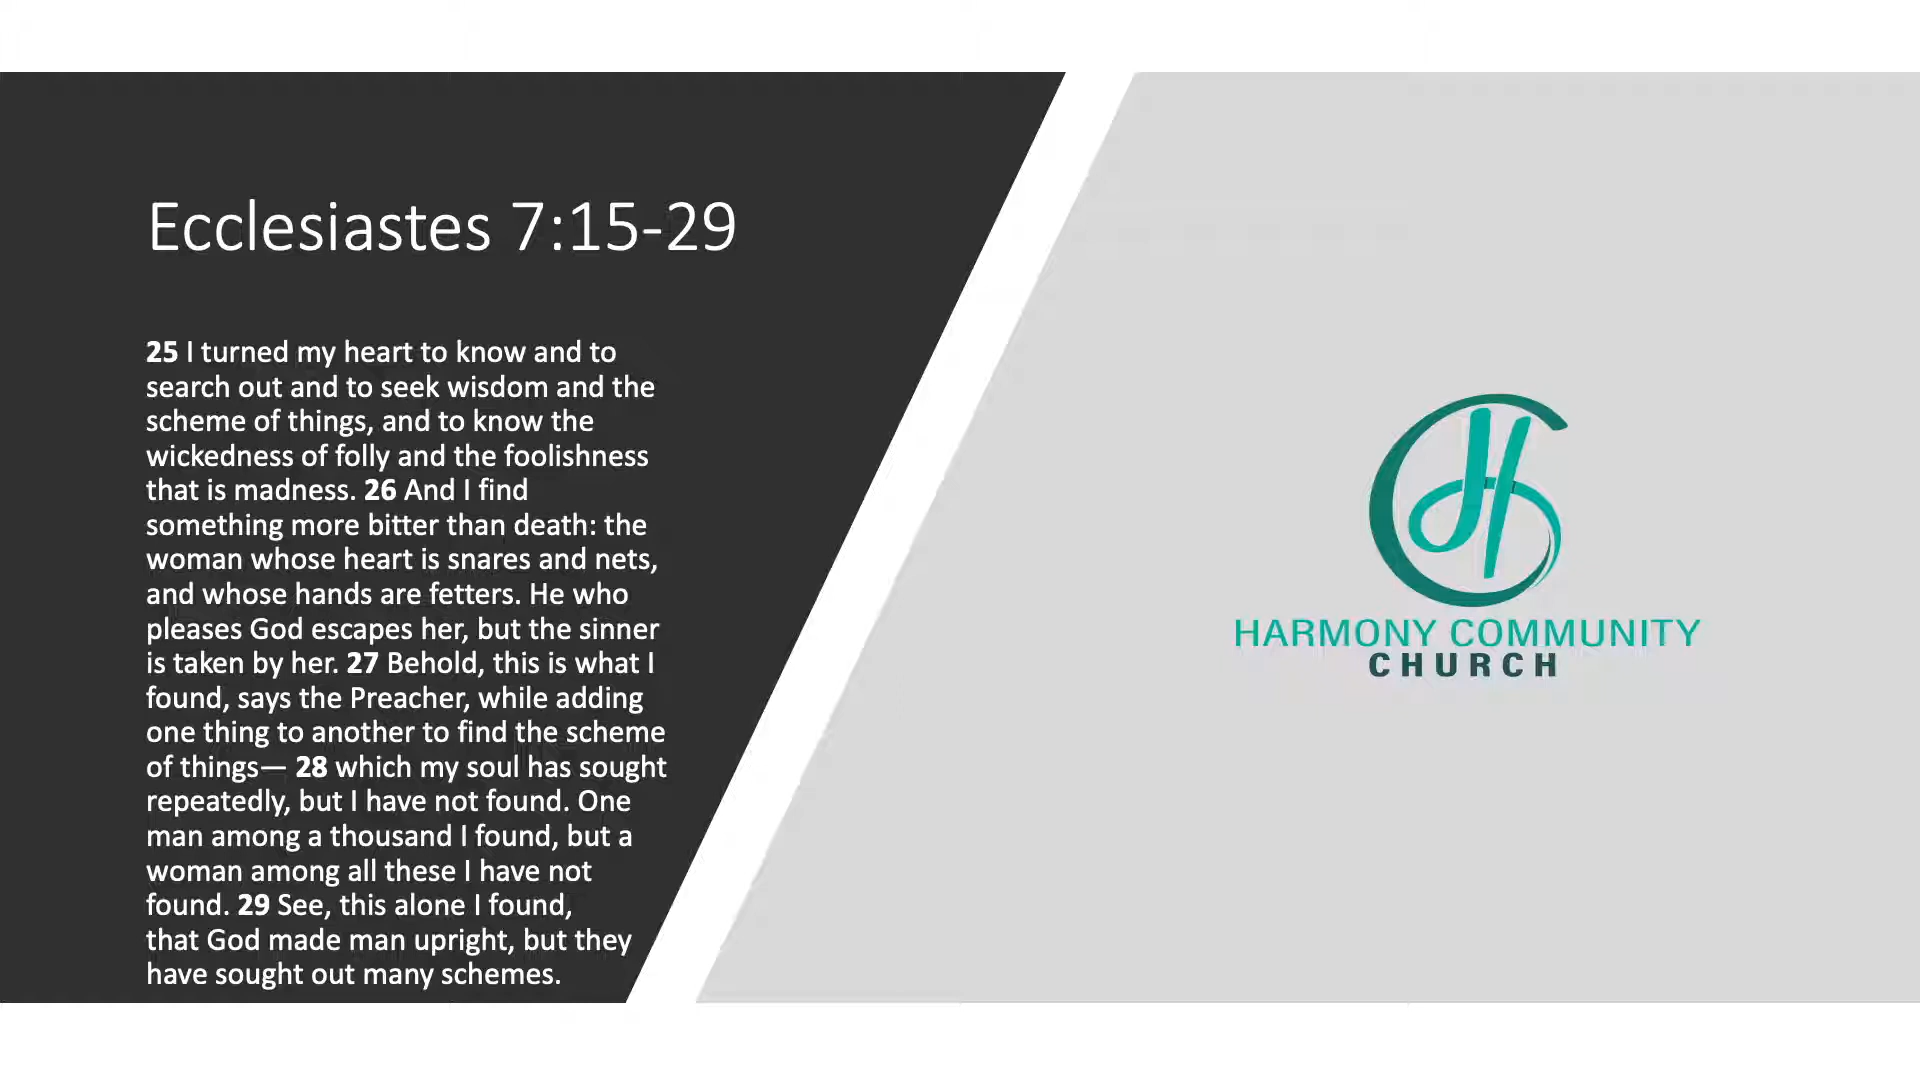 Ecclesiastes 7:15-29
25 I turned my heart to know and to
search out and to seek wisdom and the
scheme of things, and to know the
wickedness of folly and the foolishness
that is madness. 26 And I find
something more bitter than death: the
woman whose heart is snares and nets,
and whose hands are fetters. He who
pleases God escapes her, but the sinner
is taken by her. 27 Behold, this is what I
found, says the Preacher, while adding
one thing to another to find the scheme
of things— 28 which my soul has sought
repeatedly, but I have not found. One
man among a thousand I found, but a
woman among all these I have not
found. 29 See, this alone I found,
that God made man upright, but they
have sought out many schemes.
HARMONY COMMUNITY
CHURCH